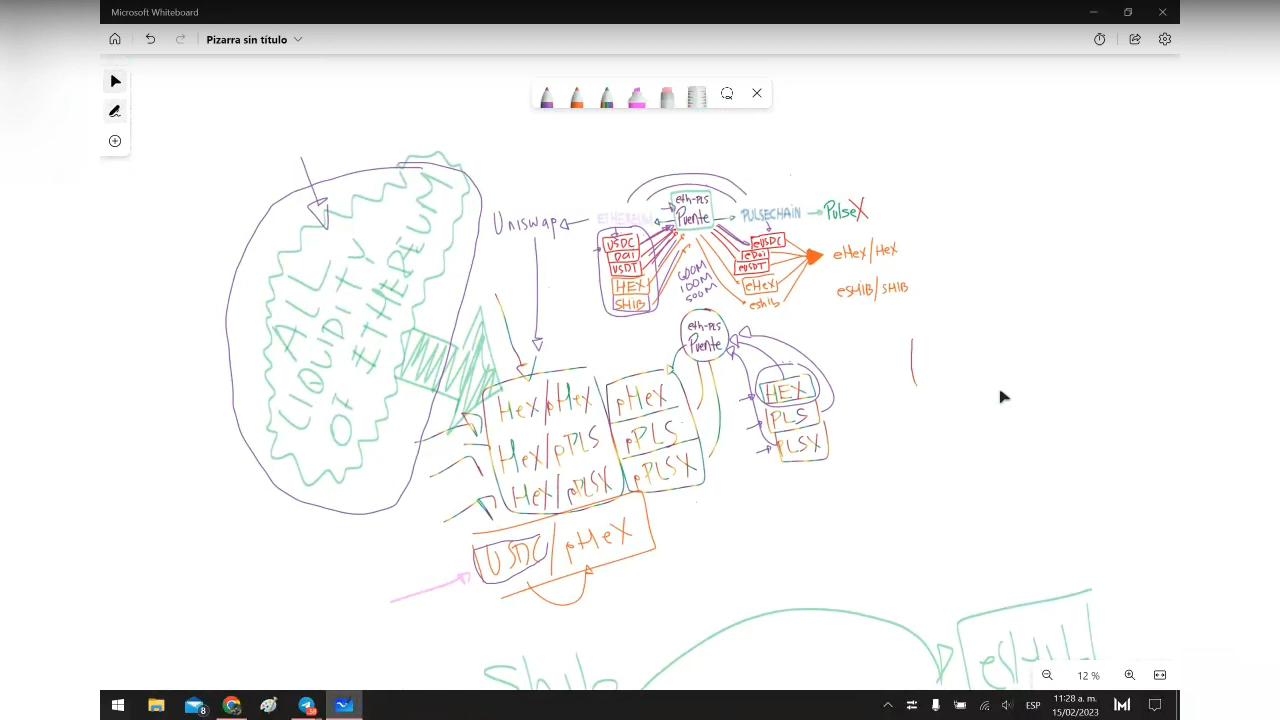 Microsoft Whiteboard
Pizarra sin título
ALL
LIQUIDITY
OF ETHEREUM
Uniswap
ETHEREUM
eth-PLS
Puente
PULSECHAIN
PulseX
USDC
Dai
USDT
HEX
SHIB
600M
100M
500M
eUSDC
eDai
eUSDT
eHex
eshib
eHex/Hex
eSHIB/SHIB
eth-PLS
Puente
Hex/pHex
Hex/pPLS
Hex/pPLSX
pHex
pPLS
pPLSX
HEX
PLS
PLSX
USDC/pHeX
Shib
eshib
12 %
8
ESP
11:28 a. m.
15/02/2023